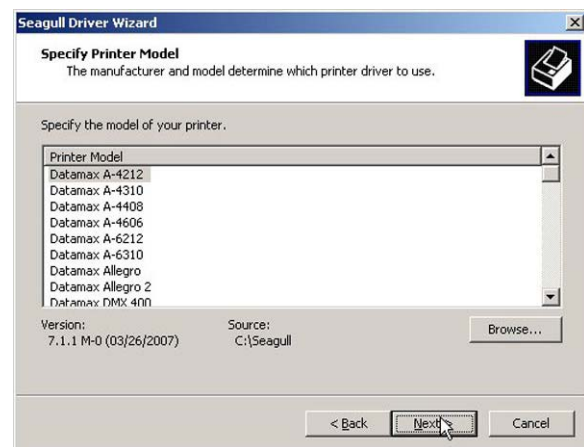 Seagull Driver Wizard
Specify Printer Model
The manufacturer and model determine which printer driver to use.
Specify the model of your printer.
Printer Model
Datamax A-4212
Datamax A-4310
Datamax A-4408
Datamax A-4606
Datamax A-6212
Datamax A-6310
Datamax Allegro
Datamax Allegro 2
Datamax DMX 400
Version: Source:
7.1.1 M-0 (03/26/2007) C:\Seagull
Browse...
< Back Next > Cancel